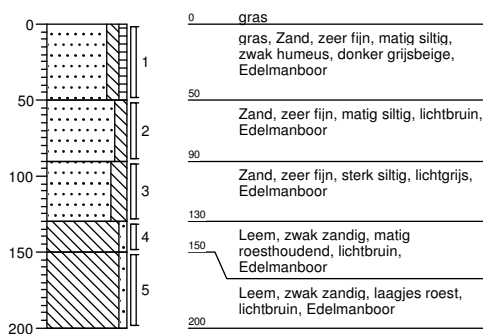 0
0 gras
gras, Zand, zeer fijn, matig siltig,
zwak humeus, donker grijsbeige,
Edelmanboor
1
50
50
Zand, zeer fijn, matig siltig, lichtbruin,
Edelmanboor
2
90
Zand, zeer fijn, sterk siltig, lichtgrijs,
Edelmanboor
100
3
130
Leem, zwak zandig, matig
roesthoudend, lichtbruin,
Edelmanboor
4
150
150
Leem, zwak zandig, laagjes roest,
lichtbruin, Edelmanboor
5
200
200